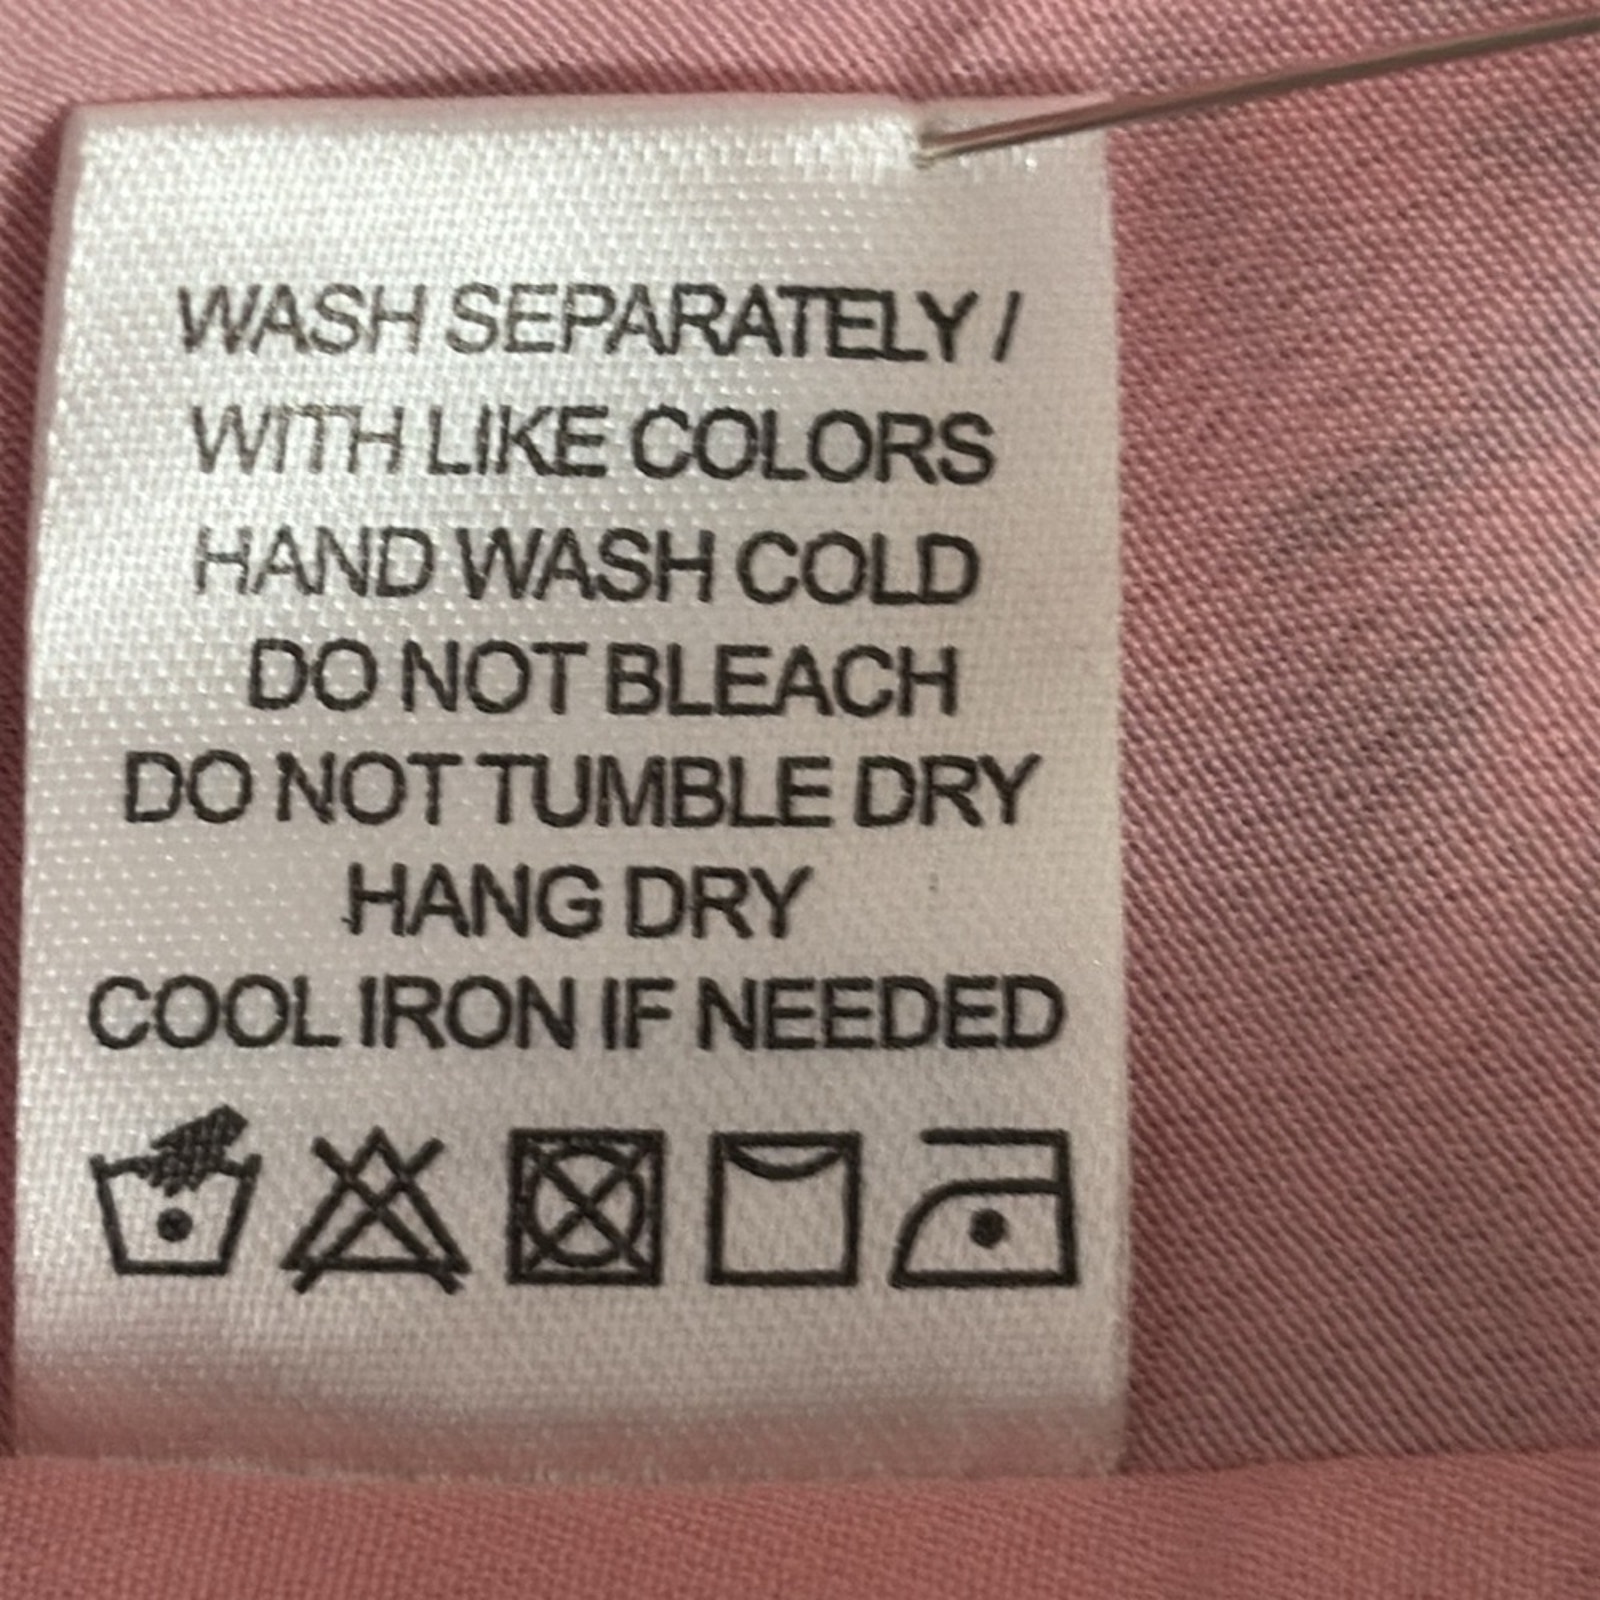 WASH SEPARATELY /
WITH LIKE COLORS
HAND WASH COLD
DO NOT BLEACH
DO NOT TUMBLE DRY
HANG DRY
COOL IRON IF NEEDED